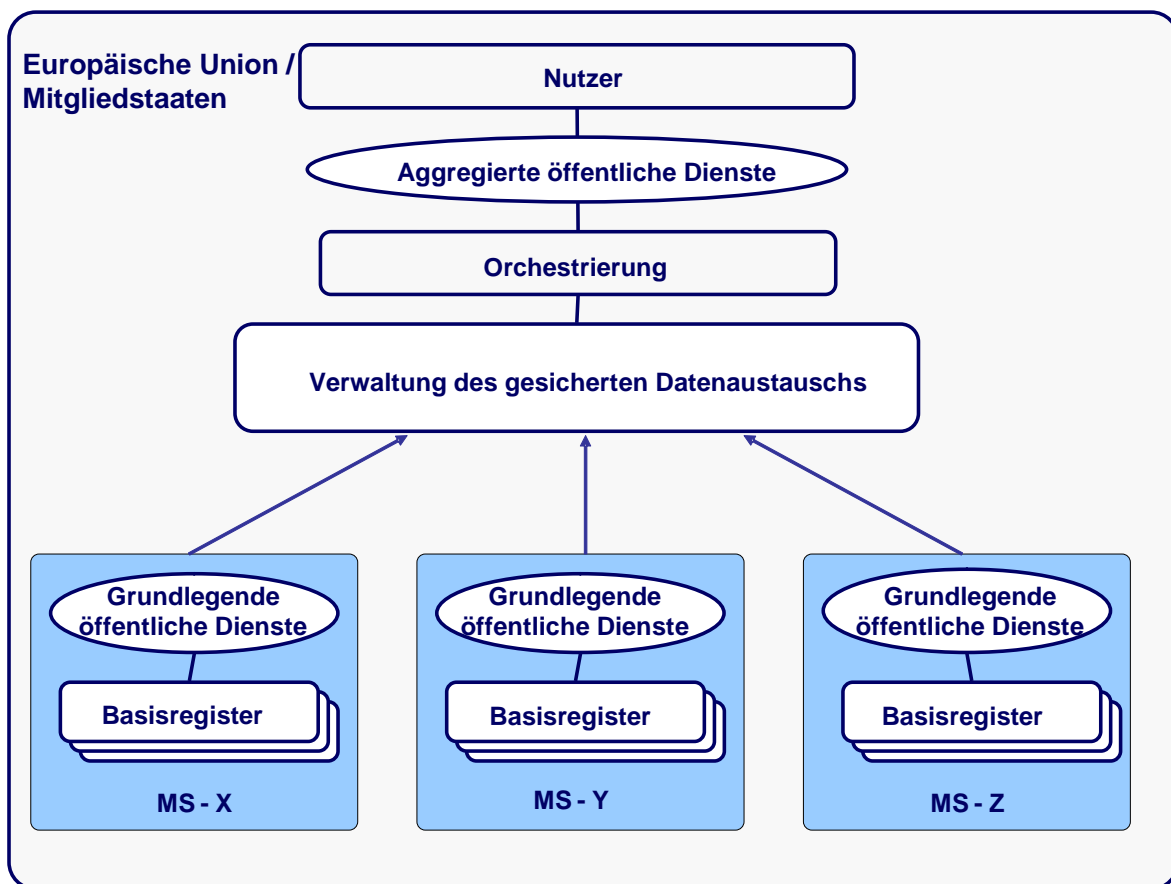 Europäische Union /
Mitgliedstaaten
Nutzer
Aggregierte öffentliche Dienste
Orchestrierung
Verwaltung des gesicherten Datenaustauschs
Grundlegende
öffentliche Dienste
Basisregister
MS - X
Grundlegende
öffentliche Dienste
Basisregister
MS - Y
Grundlegende
öffentliche Dienste
Basisregister
MS - Z